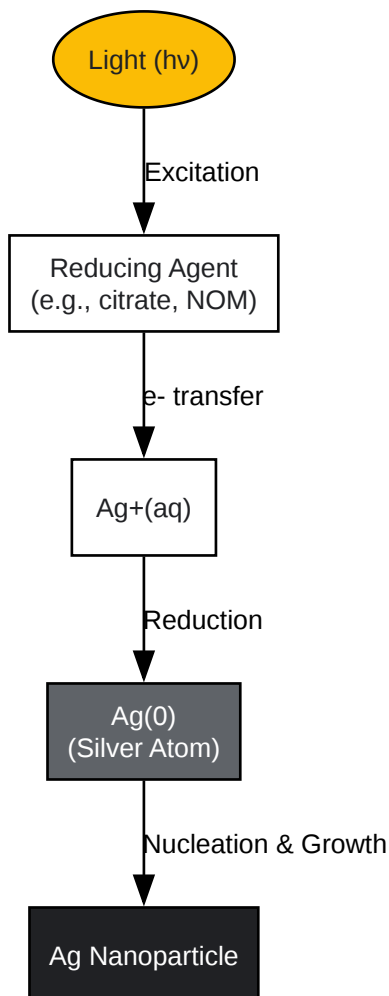 Light (hν)
Excitation
Reducing Agent
(e.g., citrate, NOM)
e- transfer
Ag+(aq)
Reduction
Ag(0)
(Silver Atom)
Nucleation & Growth
Ag Nanoparticle